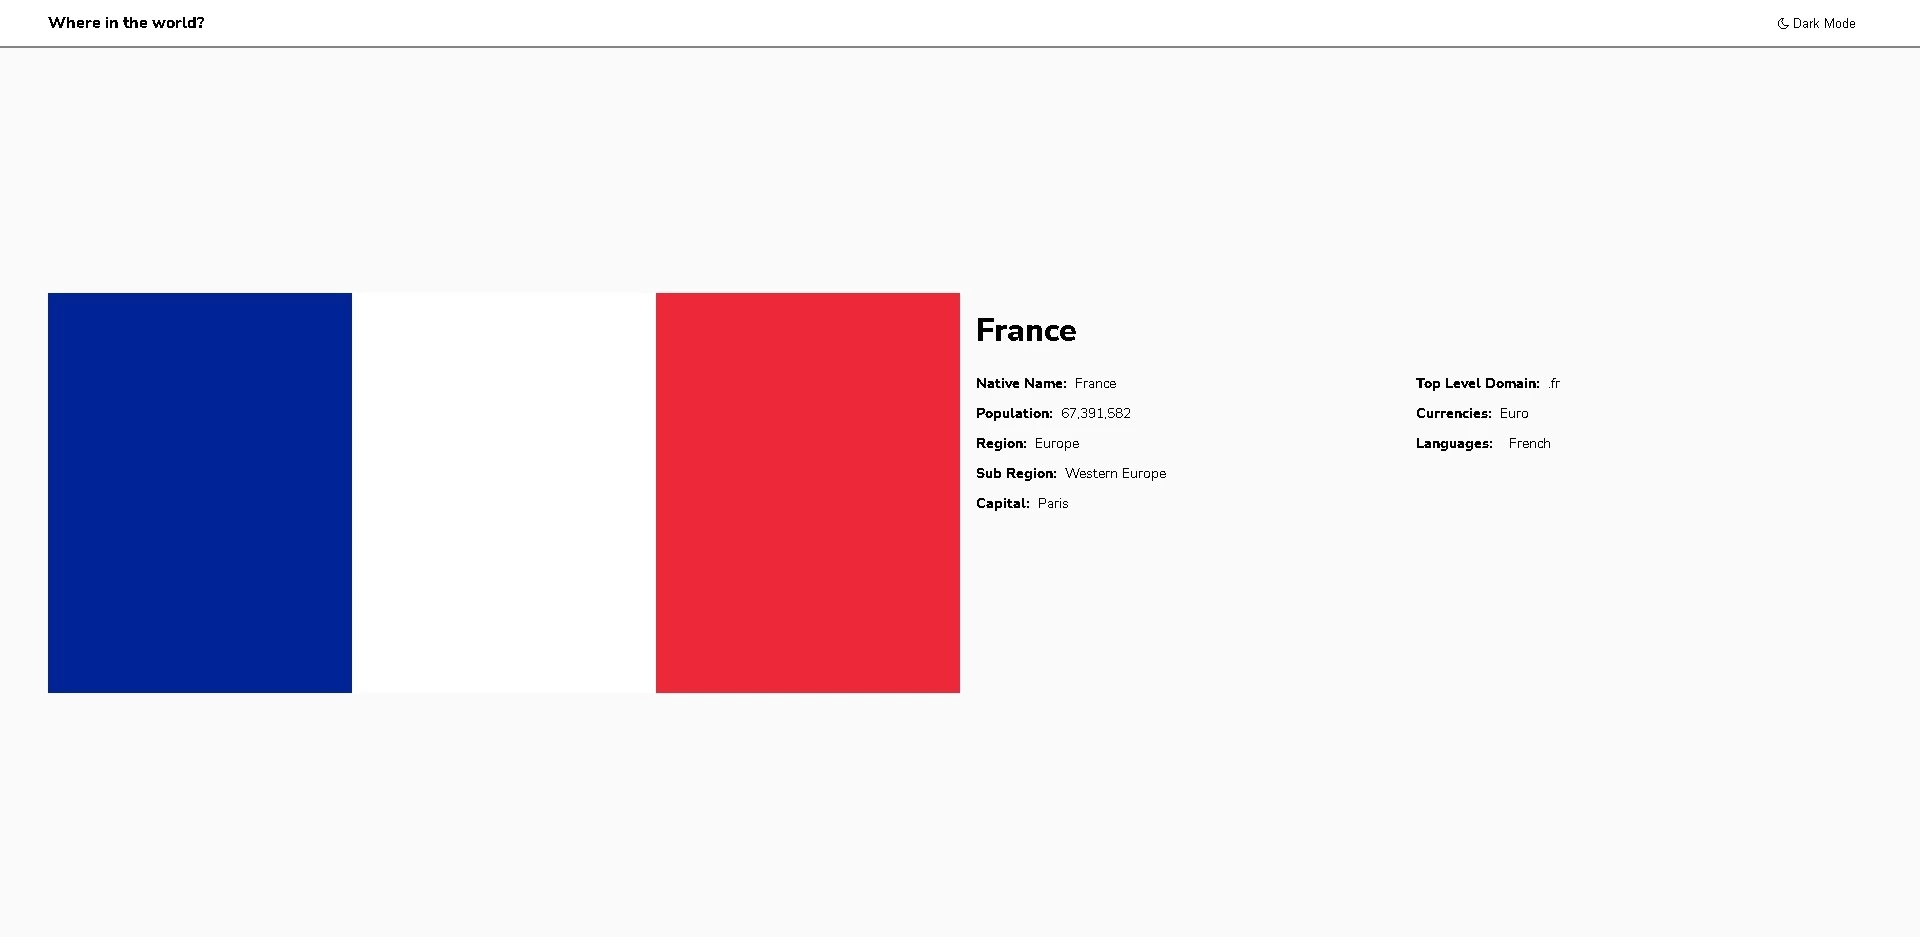 Where in the world?
Dark Mode
France
Native Name: France
Population: 67,391,582
Region: Europe
Sub Region: Western Europe
Capital: Paris
Top Level Domain: .fr
Currencies: Euro
Languages: French